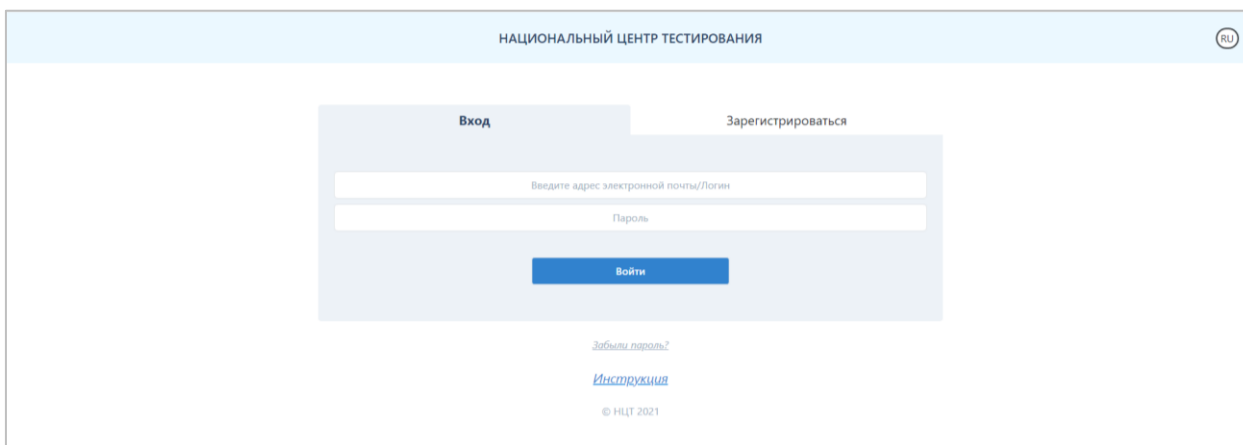 НАЦИОНАЛЬНЫЙ ЦЕНТР ТЕСТИРОВАНИЯ
RU
Вход
Зарегистрироваться
Введите адрес электронной почты/Логин
Пароль
Войти
Забыли пароль?
Инструкция
© НЦТ 2021